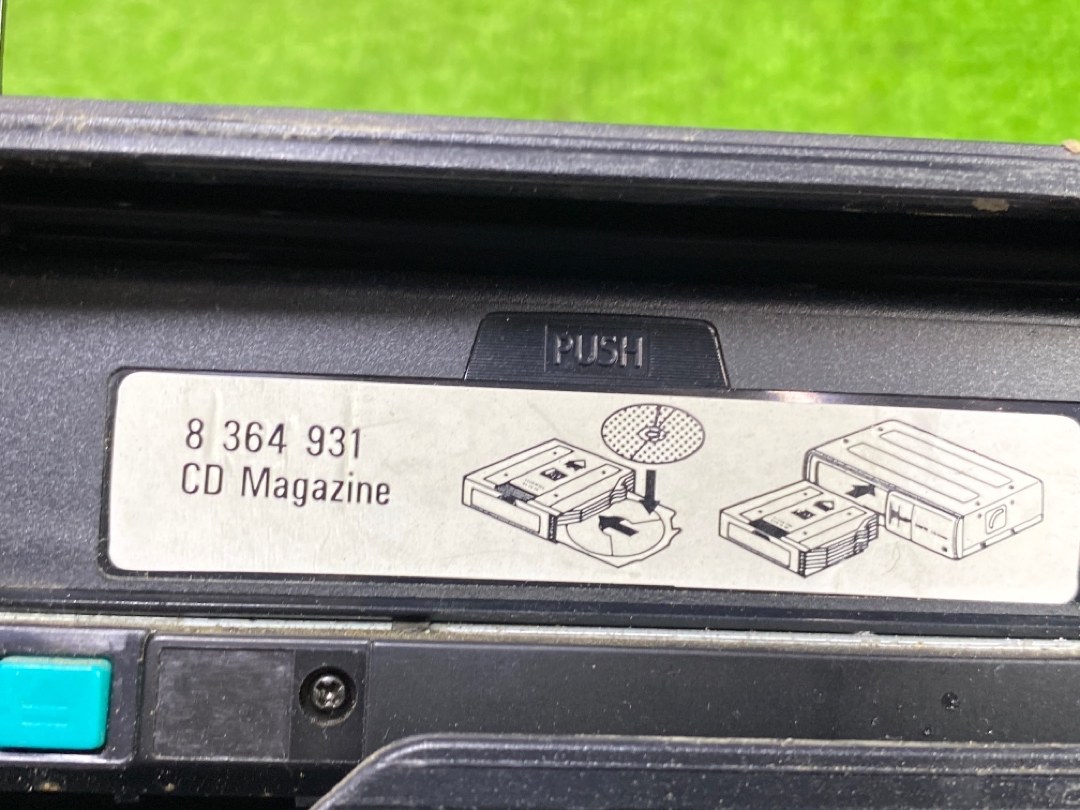 PUSH
8 364 931
CD Magazine